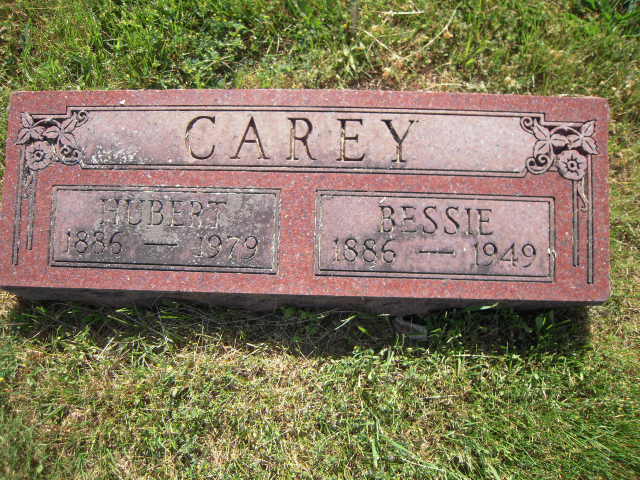 CAREY
HUBERT
1886 — 1979
BESSIE
1886 — 1949